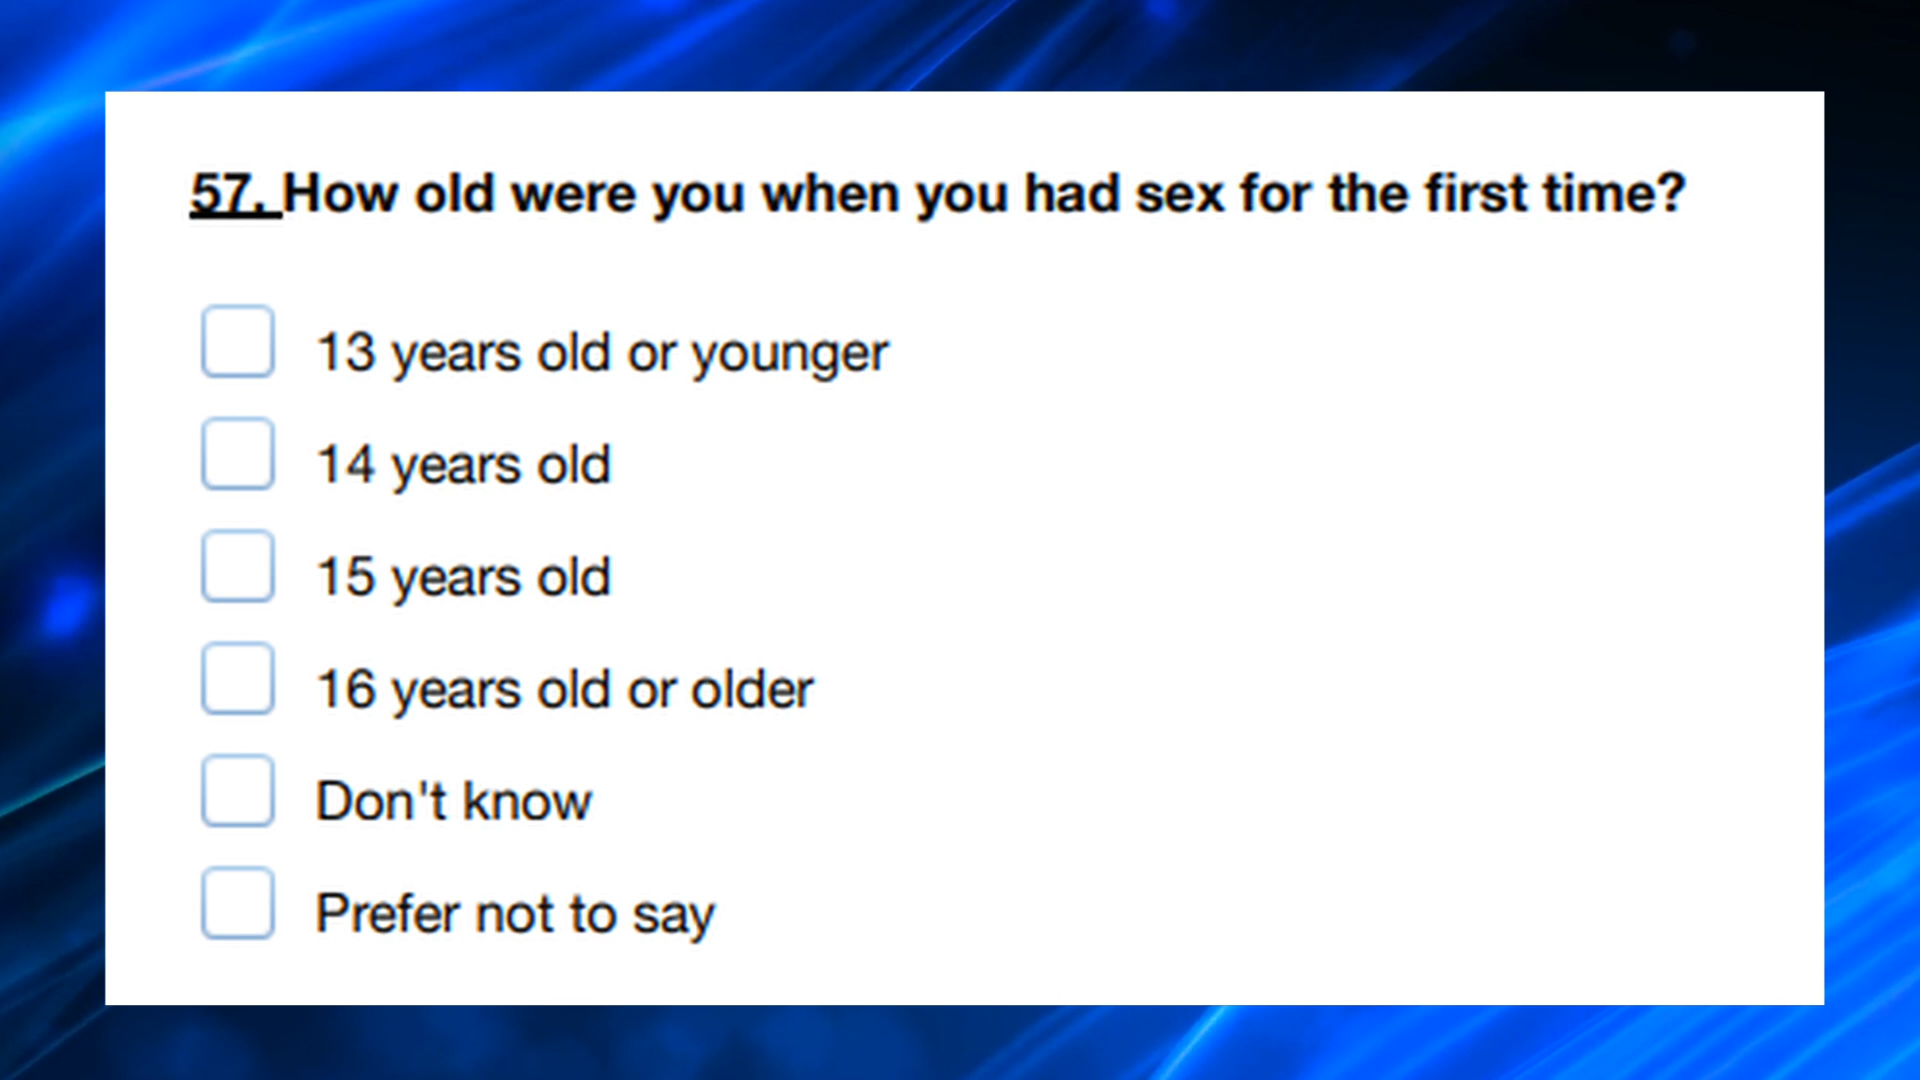 57. How old were you when you had sex for the first time?
13 years old or younger
14 years old
15 years old
16 years old or older
Don't know
Prefer not to say